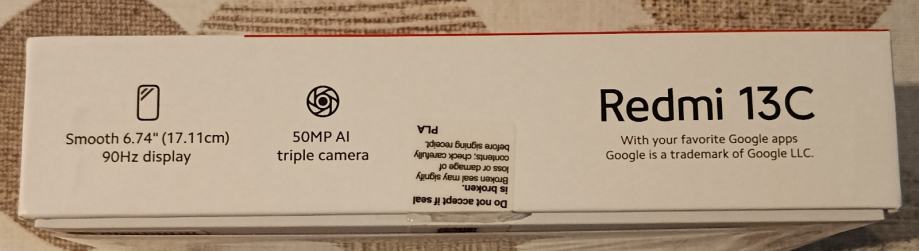 Smooth 6.74" (17.11cm)
90Hz display
50MP AI
triple camera
Do not accept if seal
is broken.
Broken seal may signify
loss or damage of
contents; check carefully
before signing receipt.
PLA
Redmi 13C
With your favorite Google apps
Google is a trademark of Google LLC.